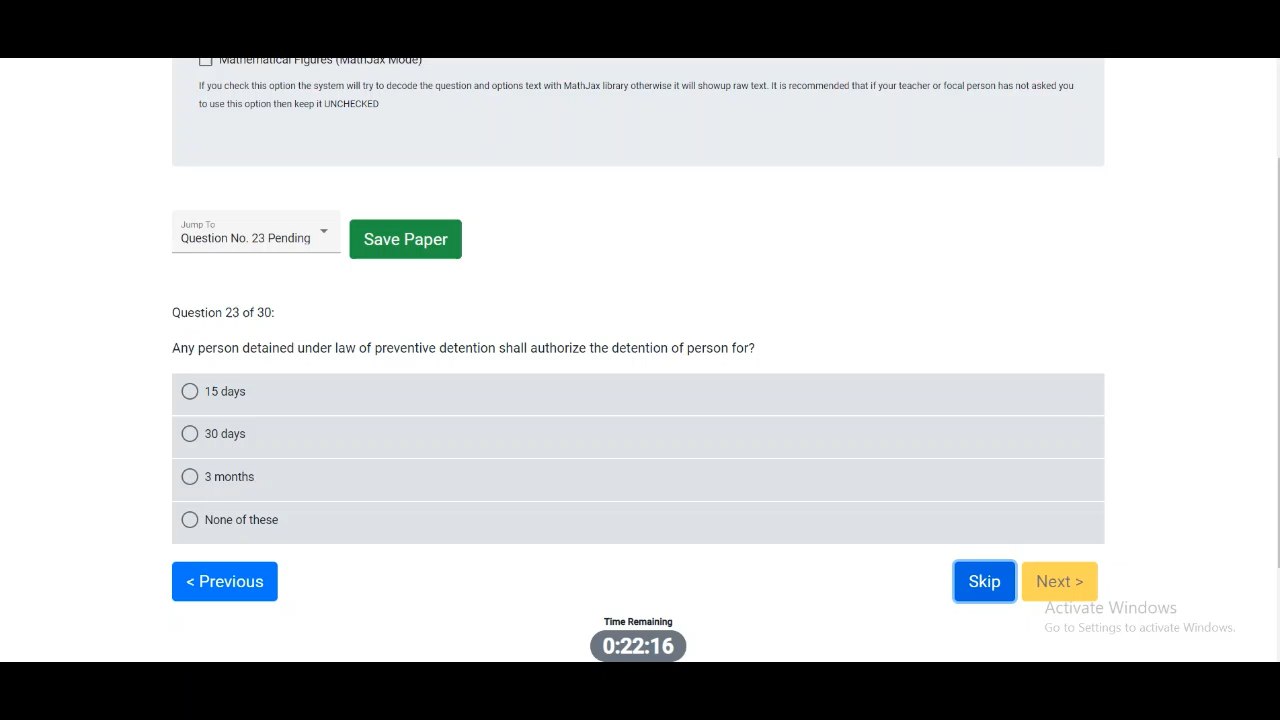 Mathematical Figures (MathJax Mode)
If you check this option the system will try to decode the question and options text with MathJax library otherwise it will showup raw text. It is recommended that if your teacher or focal person has not asked you
to use this option then keep it UNCHECKED
Jump To
Question No. 23 Pending
Save Paper
Question 23 of 30:
Any person detained under law of preventive detention shall authorize the detention of person for?
15 days
30 days
3 months
None of these
< Previous
Skip
Next >
Activate Windows
Go to Settings to activate Windows.
Time Remaining
0:22:16